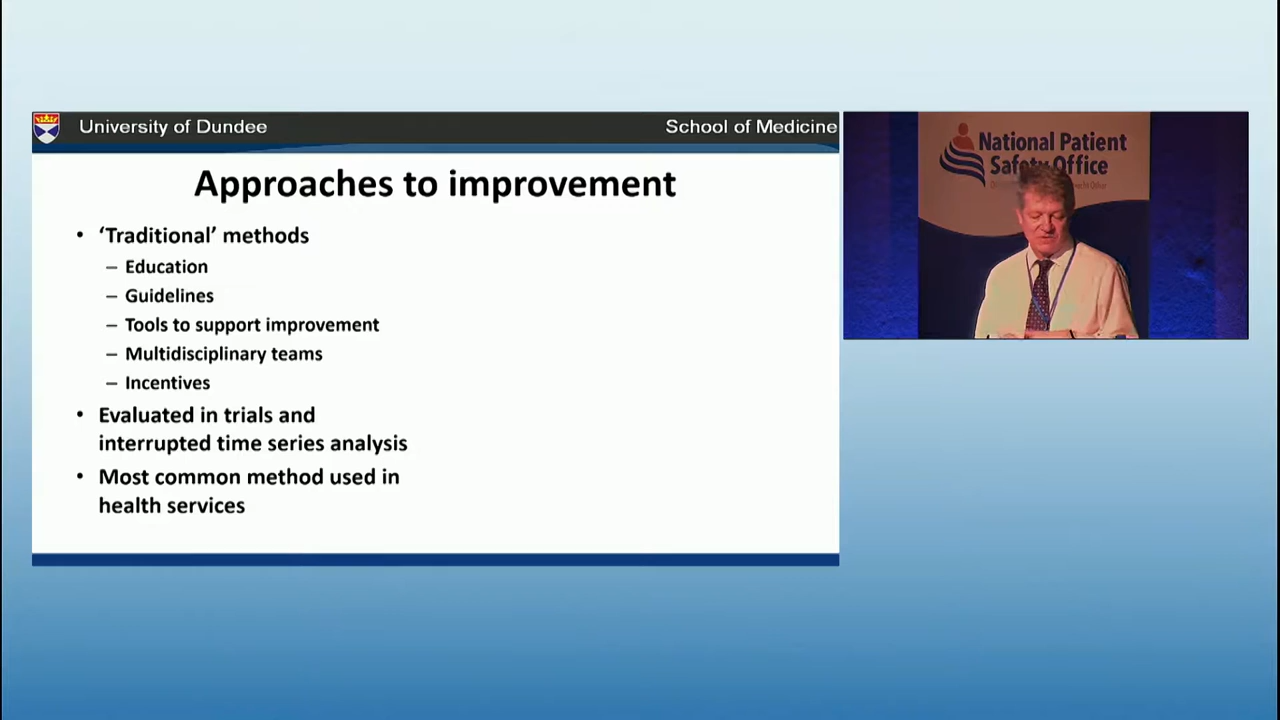 University of Dundee
School of Medicine
Approaches to improvement
• ‘Traditional’ methods
– Education
– Guidelines
– Tools to support improvement
– Multidisciplinary teams
– Incentives
• Evaluated in trials and
interrupted time series analysis
• Most common method used in
health services
National Patient
Safety Office